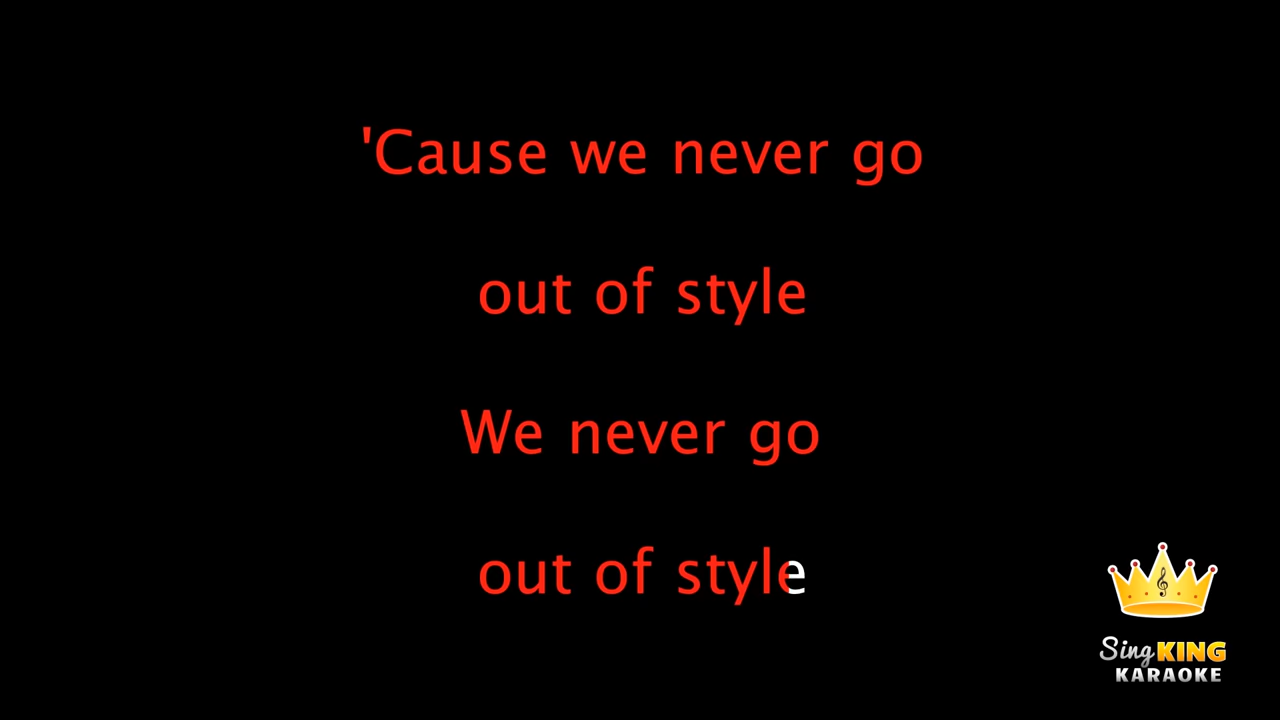 'Cause we never go
out of style
We never go
out of style
Sing KING
KARAOKE